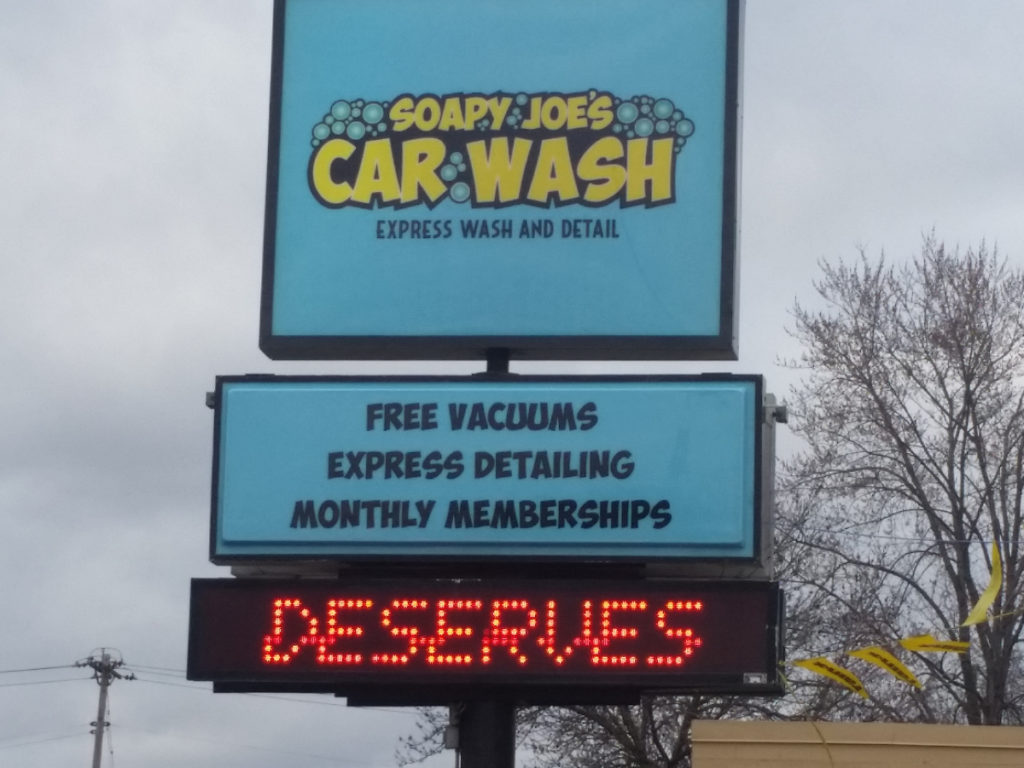 SOAPY JOE'S
CAR WASH
EXPRESS WASH AND DETAIL
FREE VACUUMS
EXPRESS DETAILING
MONTHLY MEMBERSHIPS
DESERVES